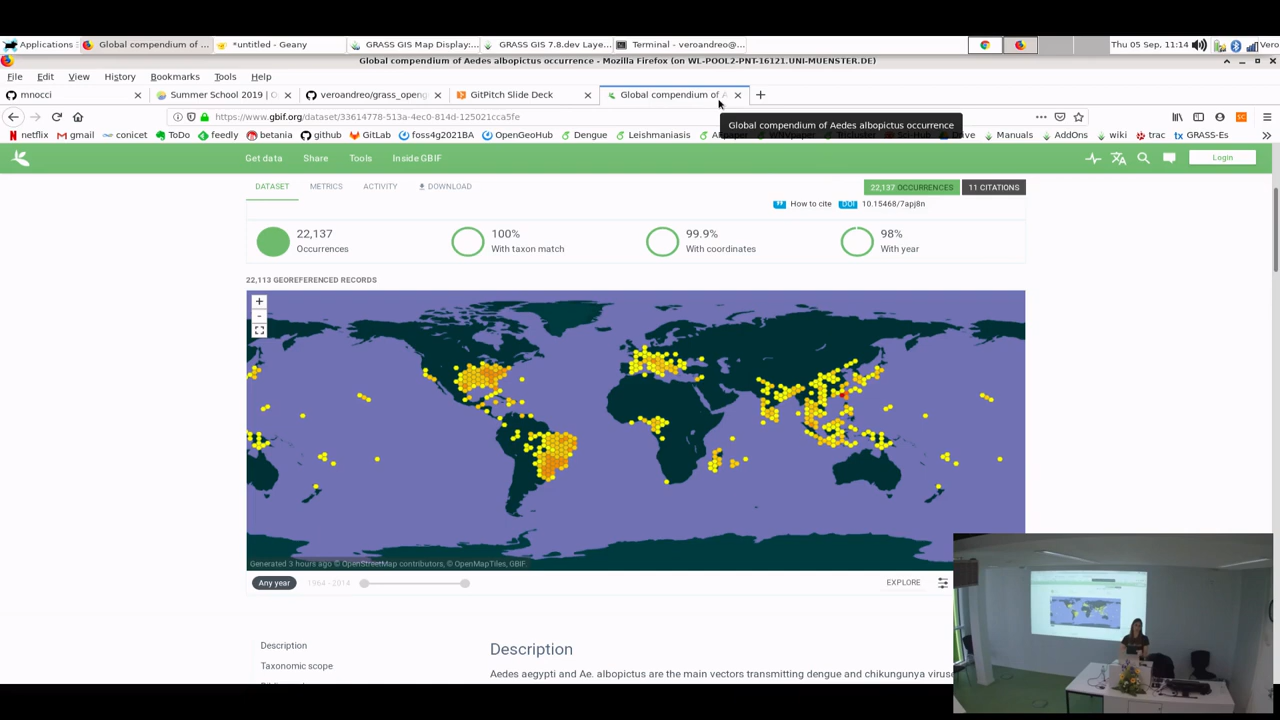 Applications
Global compendium of ...
*untitled - Geany
GRASS GIS Map Display:...
GRASS GIS 7.8.dev Laye...
Terminal - veroandreo@...
Thu 05 Sep, 11:14
Vero
Global compendium of Aedes albopictus occurrence - Mozilla Firefox (on WL-POOL2-PNT-16121.UNI-MUENSTER.DE)
File Edit View History Bookmarks Tools Help
mnocci
Summer School 2019 | O
veroandreo/grass_openg
GitPitch Slide Deck
Global compendium of A
https://www.gbif.org/dataset/33614778-513a-4ec0-814d-125021cca5fe
Global compendium of Aedes albopictus occurrence
netflix gmail conicet ToDo feedly betania github GitLab foss4g2021BA OpenGeoHub Dengue Leishmaniasis Manuals AddOns wiki trac GRASS-Es
Get data Share Tools Inside GBIF Login
DATASET METRICS ACTIVITY DOWNLOAD
22,137 OCCURRENCES 11 CITATIONS
How to cite DOI 10.15468/7apj8n
22,137
Occurrences
100%
With taxon match
99.9%
With coordinates
98%
With year
22,113 GEOREFERENCED RECORDS
+
-
Generated 3 hours ago © OpenStreetMap contributors, © OpenMapTiles, GBIF.
Any year 1964 - 2014 EXPLORE
Description
Taxonomic scope
Description
Aedes aegypti and Ae. albopictus are the main vectors transmitting dengue and chikungunya viruse